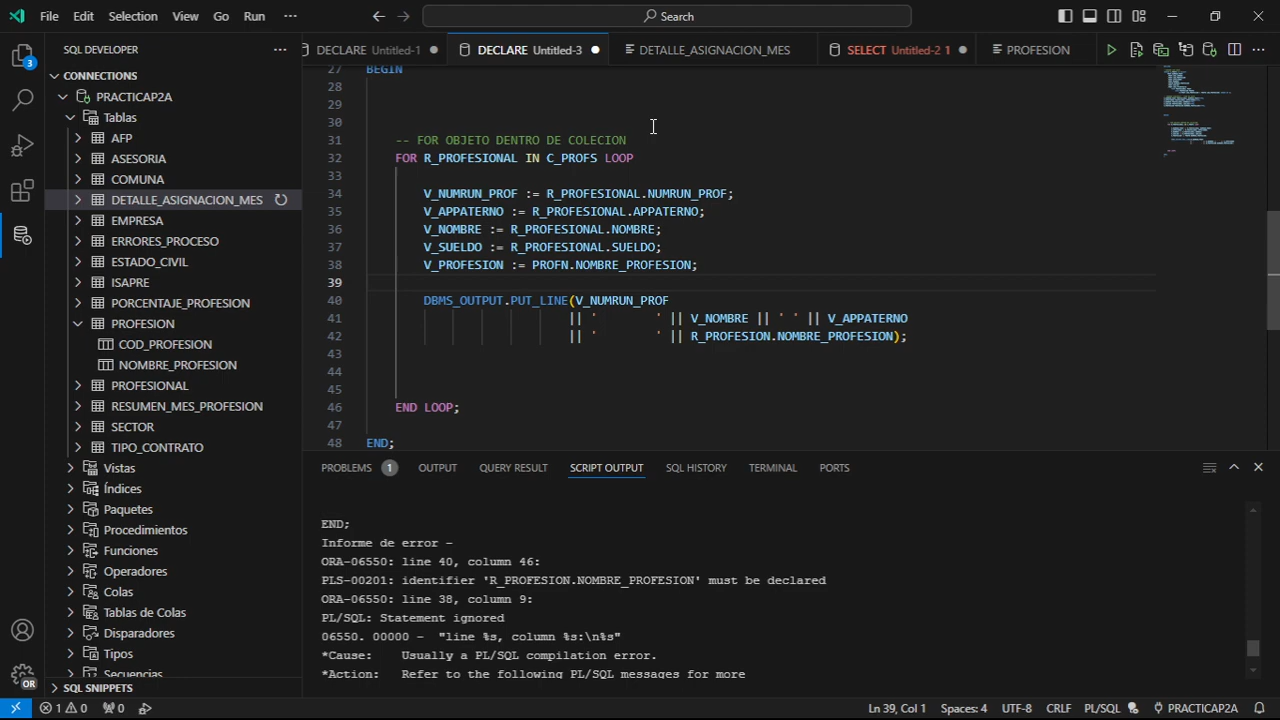 File Edit Selection View Go Run ··· Search
SQL DEVELOPER ···
DECLARE Untitled-1
DECLARE Untitled-3
DETALLE_ASIGNACION_MES
SELECT Untitled-2 1
PROFESION
CONNECTIONS
PRACTICAP2A
Tablas
AFP
ASESORIA
COMUNA
DETALLE_ASIGNACION_MES
EMPRESA
ERRORES_PROCESO
ESTADO_CIVIL
ISAPRE
PORCENTAJE_PROFESION
PROFESION
COD_PROFESION
NOMBRE_PROFESION
PROFESIONAL
RESUMEN_MES_PROFESION
SECTOR
TIPO_CONTRATO
Vistas
Índices
Paquetes
Procedimientos
Funciones
Operadores
Colas
Tablas de Colas
Disparadores
Tipos
Secuencias
SQL SNIPPETS
3
OR
27 BEGIN
28
29
30
31 -- FOR OBJETO DENTRO DE COLECION
32 FOR R_PROFESIONAL IN C_PROFS LOOP
33
34 V_NUMRUN_PROF := R_PROFESIONAL.NUMRUN_PROF;
35 V_APPATERNO := R_PROFESIONAL.APPATERNO;
36 V_NOMBRE := R_PROFESIONAL.NOMBRE;
37 V_SUELDO := R_PROFESIONAL.SUELDO;
38 V_PROFESION := PROFN.NOMBRE_PROFESION;
39
40 DBMS_OUTPUT.PUT_LINE(V_NUMRUN_PROF
41 || '        ' || V_NOMBRE || ' ' || V_APPATERNO
42 || '        ' || R_PROFESION.NOMBRE_PROFESION);
43
44
45
46 END LOOP;
47
48 END;
PROBLEMS 1 OUTPUT QUERY RESULT SCRIPT OUTPUT SQL HISTORY TERMINAL PORTS
END;
Informe de error -
ORA-06550: line 40, column 46:
PLS-00201: identifier 'R_PROFESION.NOMBRE_PROFESION' must be declared
ORA-06550: line 38, column 9:
PL/SQL: Statement ignored
06550. 00000 -  "line %s, column %s:\n%s"
*Cause:    Usually a PL/SQL compilation error.
*Action:   Refer to the following PL/SQL messages for more
1 0 0 Ln 39, Col 1 Spaces: 4 UTF-8 CRLF PL/SQL PRACTICAP2A